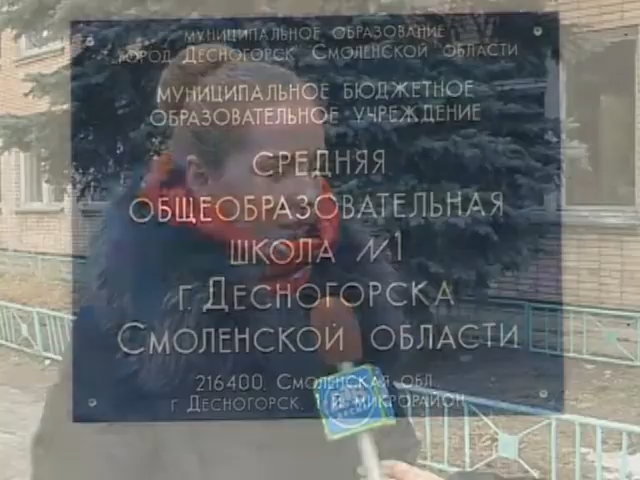 МУНИЦИПАЛЬНОЕ ОБРАЗОВАНИЕ
"ГОРОД ДЕСНОГОРСК" СМОЛЕНСКОЙ ОБЛАСТИ
МУНИЦИПАЛЬНОЕ БЮДЖЕТНОЕ
ОБРАЗОВАТЕЛЬНОЕ УЧРЕЖДЕНИЕ
СРЕДНЯЯ
ОБЩЕОБРАЗОВАТЕЛЬНАЯ
ШКОЛА №1
Г. ДЕСНОГОРСКА
СМОЛЕНСКОЙ ОБЛАСТИ
216400, СМОЛЕНСКАЯ ОБЛ.
Г ДЕСНОГОРСК, МИКРОРАЙОН